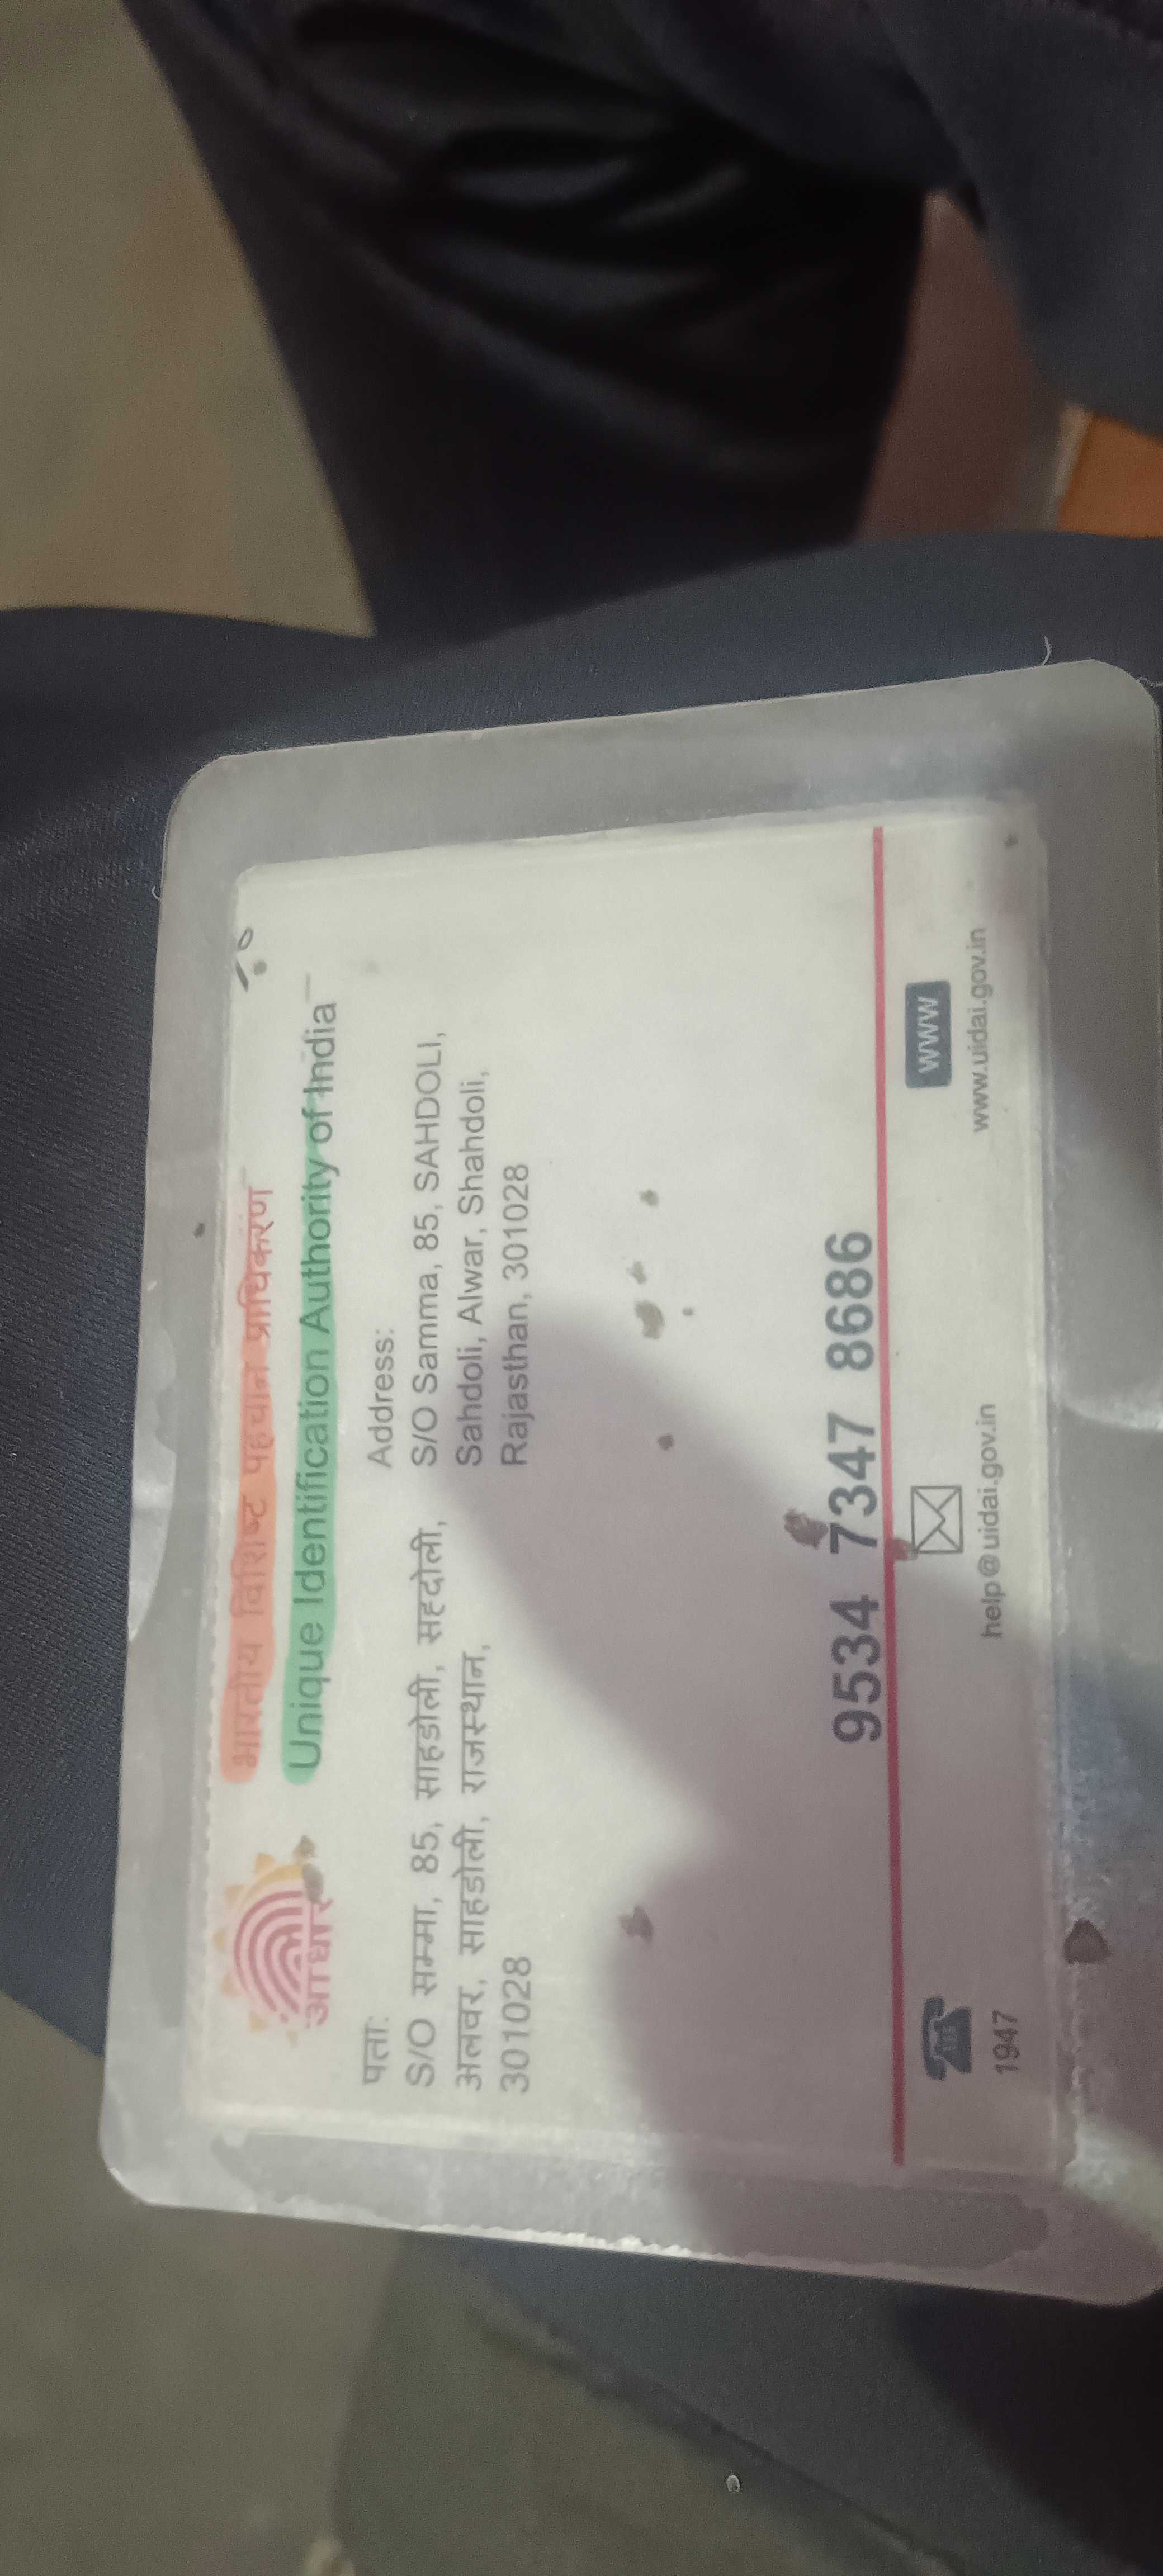 भारतीय विशिष्ट पहचान प्राधिकरण
Unique Identification Authority of India
आधार
पता:
S/O सम्मा, 85, साहडोली, सहदोली,
अलवर, साहडोली, राजस्थान,
301028
Address:
S/O Samma, 85, SAHDOLI,
Sahdoli, Alwar, Shahdoli,
Rajasthan, 301028
9534 7347 8686
1947
help@uidai.gov.in
www
www.uidai.gov.in